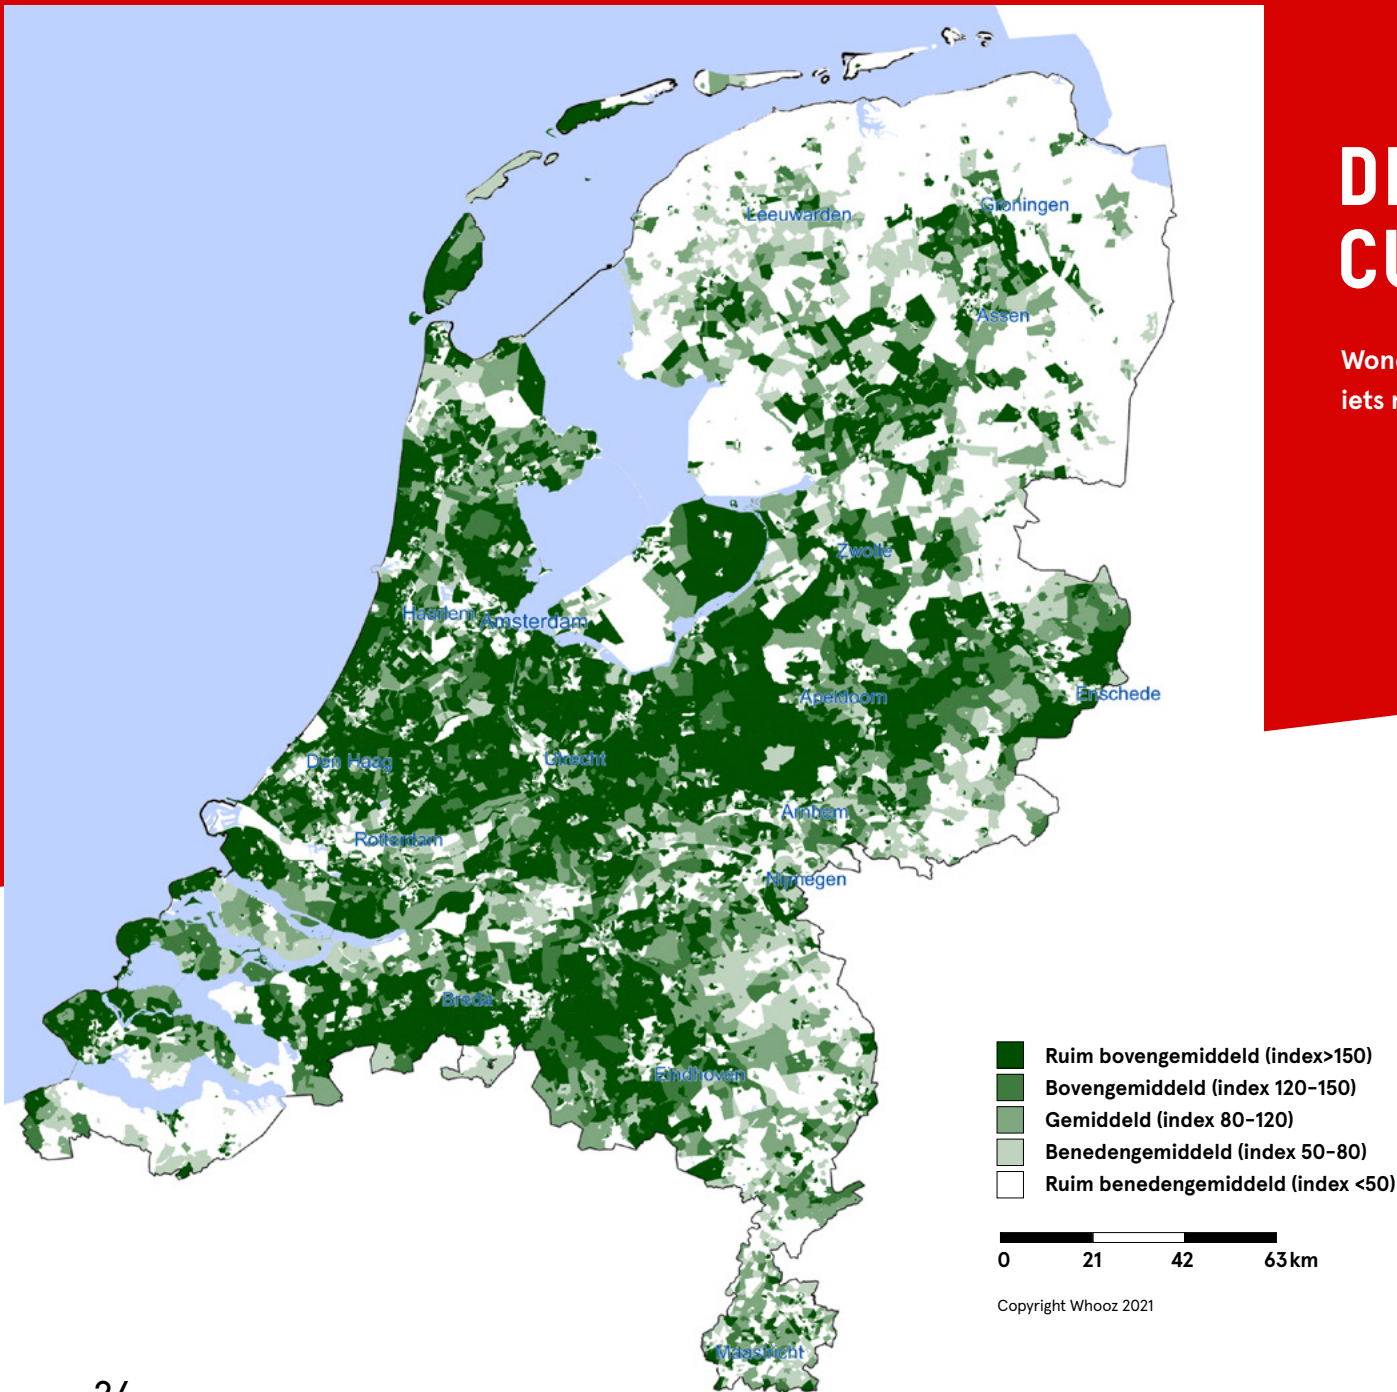 Leeuwarden
Groningen
Assen
Zwolle
Haarlem
Amsterdam
Apeldoorn
Enschede
Den Haag
Utrecht
Arnhem
Rotterdam
Nijmegen
Breda
Eindhoven
Maastricht
Ruim bovengemiddeld (index>150)
Bovengemiddeld (index 120-150)
Gemiddeld (index 80-120)
Benedengemiddeld (index 50-80)
Ruim benedengemiddeld (index <50)
0 21 42 63 km
Copyright Whooz 2021
iets